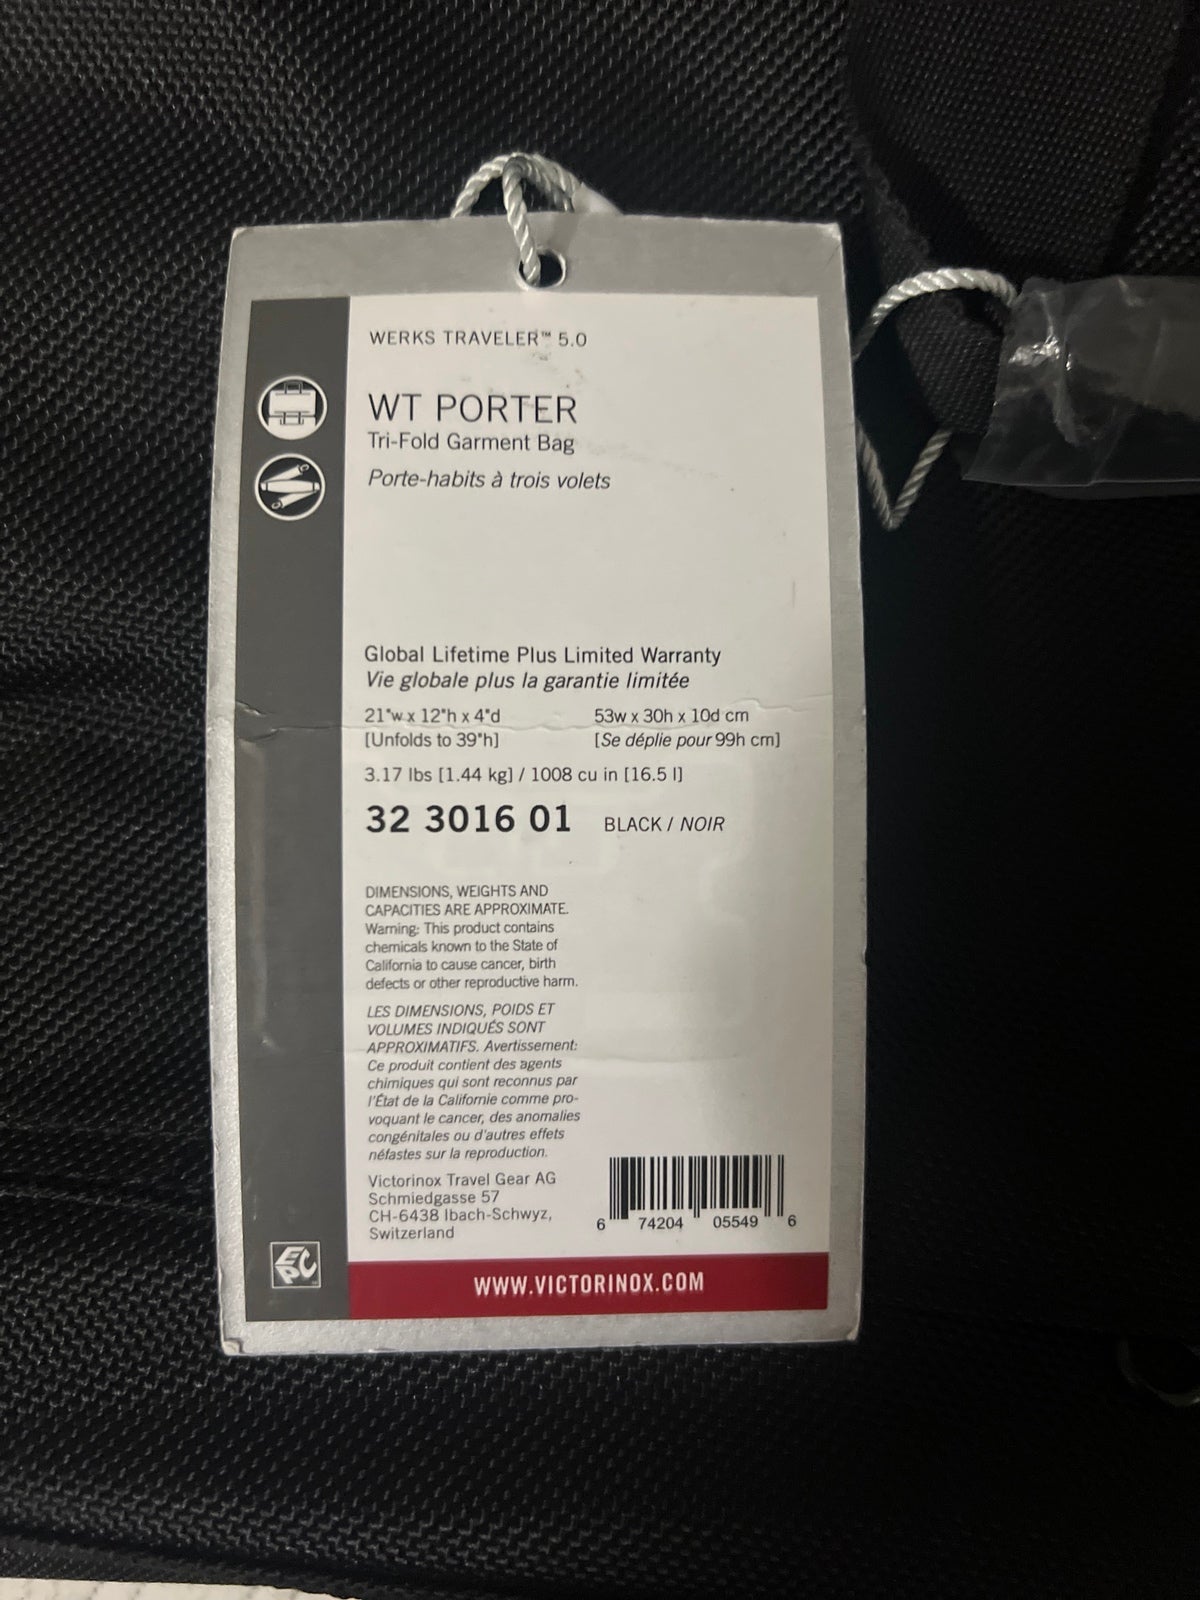 WERKS TRAVELER™ 5.0
WT PORTER
Tri-Fold Garment Bag
Porte-habits à trois volets
Global Lifetime Plus Limited Warranty
Vie globale plus la garantie limitée
21"w x 12"h x 4"d 53w x 30h x 10d cm
[Unfolds to 39"h] [Se déplie pour 99h cm]
3.17 lbs [1.44 kg] / 1008 cu in [16.5 l]
32 3016 01 BLACK / NOIR
DIMENSIONS, WEIGHTS AND
CAPACITIES ARE APPROXIMATE.
Warning: This product contains
chemicals known to the State of
California to cause cancer, birth
defects or other reproductive harm.
LES DIMENSIONS, POIDS ET
VOLUMES INDIQUÉS SONT
APPROXIMATIFS. Avertissement:
Ce produit contient des agents
chimiques qui sont reconnus par
l'État de la Californie comme pro-
voquant le cancer, des anomalies
congénitales ou d'autres effets
néfastes sur la reproduction.
Victorinox Travel Gear AG
Schmiedgasse 57
CH-6438 Ibach-Schwyz,
Switzerland
6 74204 05549 6
EPC
WWW.VICTORINOX.COM